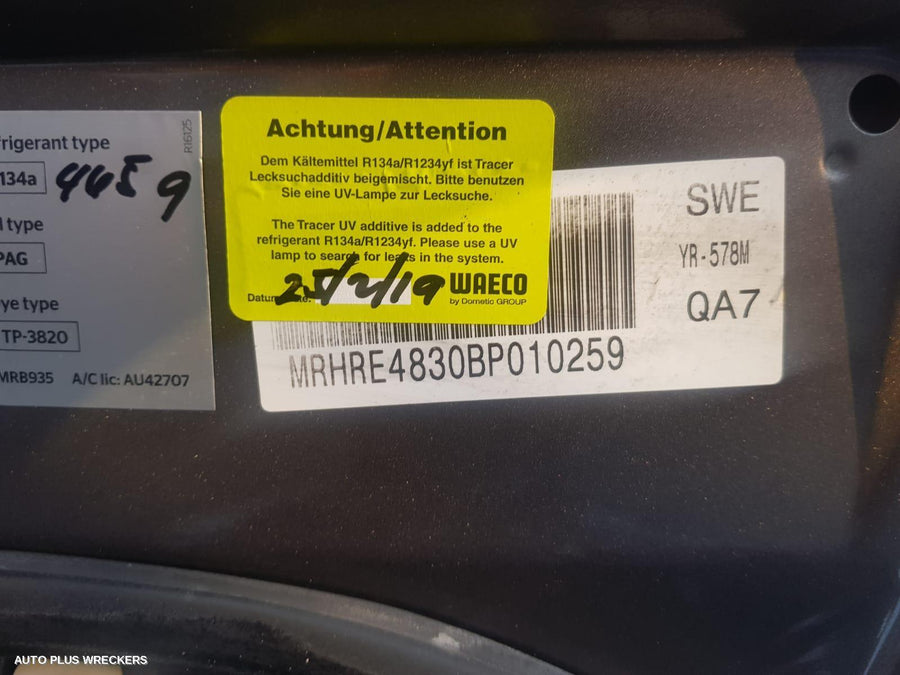 frigerant type
R16125
134a
445 g
l type
PAG
ye type
TP-3820
MRB935 A/C lic: AU42707
Achtung/Attention
Dem Kältemittel R134a/R1234yf ist Tracer
Lecksuchadditiv beigemischt. Bitte benutzen
Sie eine UV-Lampe zur Lecksuche.
The Tracer UV additive is added to the
refrigerant R134a/R1234yf. Please use a UV
lamp to search for leaks in the system.
25/2/19
WAECO
by Dometic GROUP
SWE
YR-578M
QA7
MRHRE4830BP010259
AUTO PLUS WRECKERS